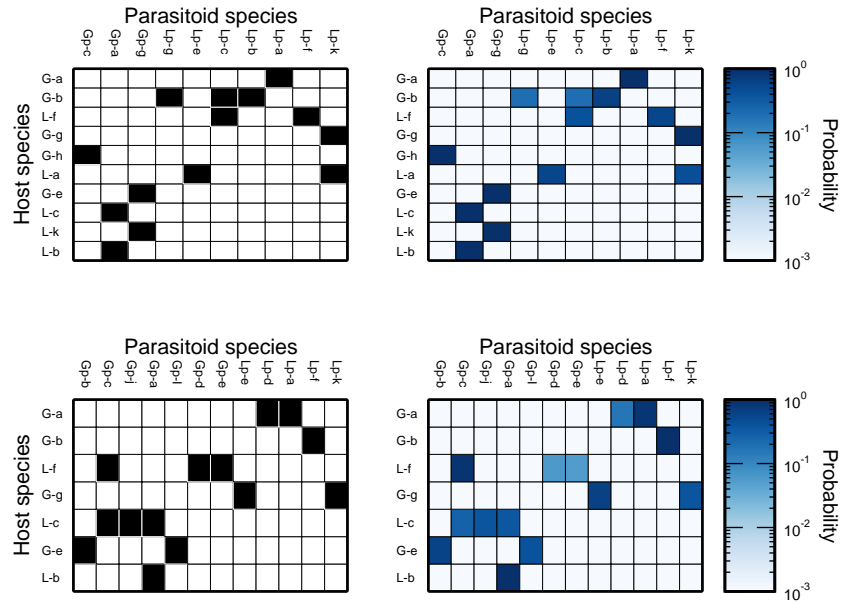 Parasitoid species
Parasitoid species
Gp-c Gp-a Gp-g Lp-g Lp-e Lp-c Lp-b Lp-a Lp-f Lp-k
Gp-c Gp-a Gp-g Lp-g Lp-e Lp-c Lp-b Lp-a Lp-f Lp-k
Host species
G-a
G-b
L-f
G-g
G-h
L-a
G-e
L-c
L-k
L-b
10^0
10^-1
10^-2
10^-3
Probability
Parasitoid species
Parasitoid species
Gp-b Gp-c Gp-j Gp-a Gp-l Gp-d Gp-e Lp-e Lp-d Lp-a Lp-f Lp-k
Gp-b Gp-c Gp-j Gp-a Gp-l Gp-d Gp-e Lp-e Lp-d Lp-a Lp-f Lp-k
Host species
G-a
G-b
L-f
G-g
L-c
G-e
L-b
G-a
G-b
L-f
G-g
G-h
L-a
G-e
L-c
L-k
L-b
G-a
G-b
L-f
G-g
L-c
G-e
L-b
10^0
10^-1
10^-2
10^-3
Probability